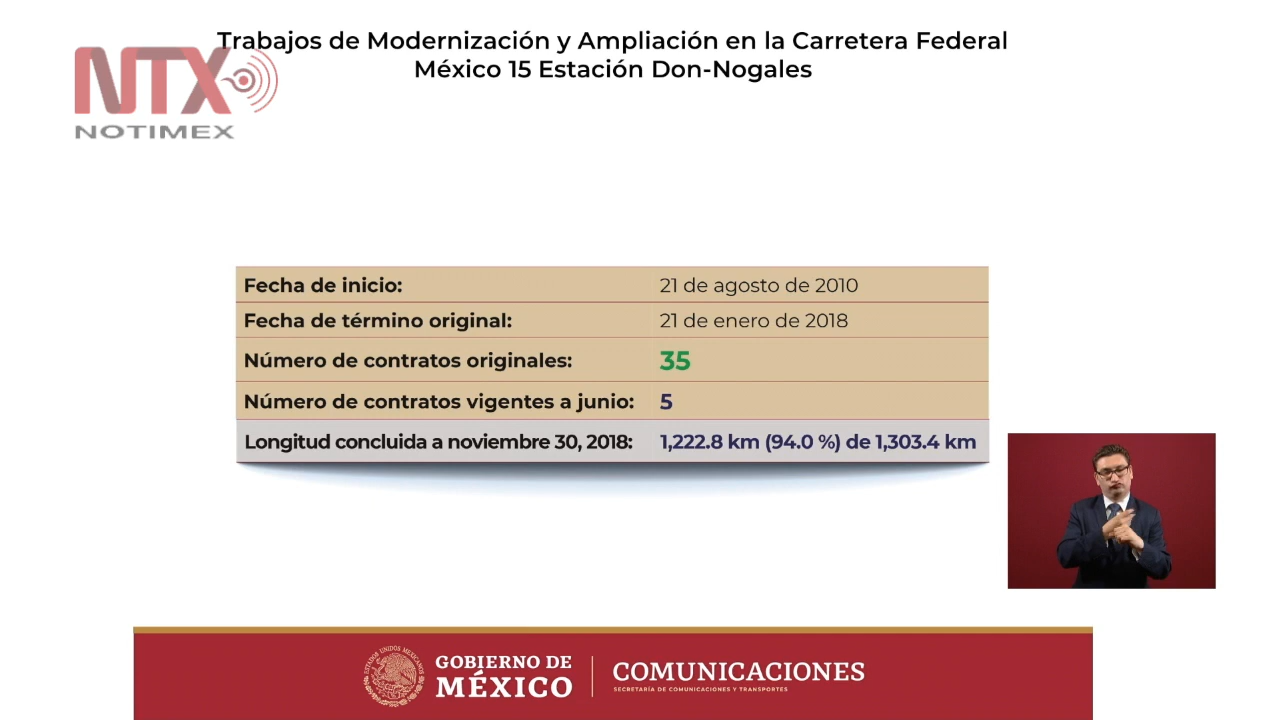 Trabajos de Modernización y Ampliación en la Carretera Federal
México 15 Estación Don-Nogales
NTX
NOTIMEX
Fecha de inicio: 21 de agosto de 2010
Fecha de término original: 21 de enero de 2018
Número de contratos originales: 35
Número de contratos vigentes a junio: 5
Longitud concluida a noviembre 30, 2018: 1,222.8 km (94.0 %) de 1,303.4 km
ESTADOS UNIDOS MEXICANOS
GOBIERNO DE
MÉXICO
COMUNICACIONES
SECRETARÍA DE COMUNICACIONES Y TRANSPORTES